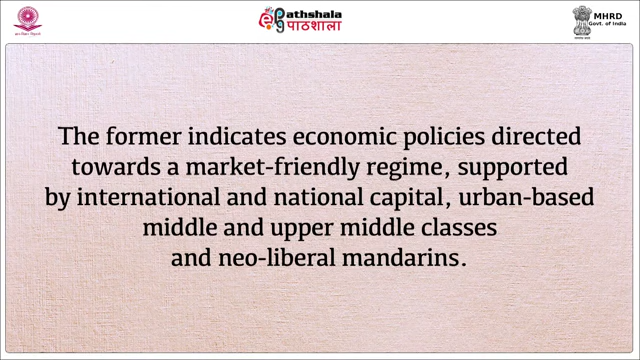 Pathshala
पाठशाला
MHRD
Govt. of India
The former indicates economic policies directed
towards a market-friendly regime, supported
by international and national capital, urban-based
middle and upper middle classes
and neo-liberal mandarins.